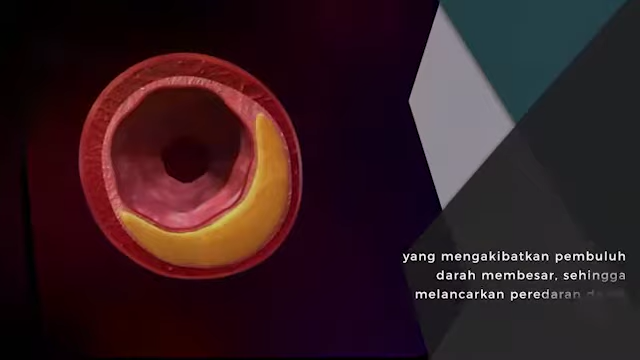 yang mengakibatkan pembuluh
darah membesar, sehingga
melancarkan peredaran